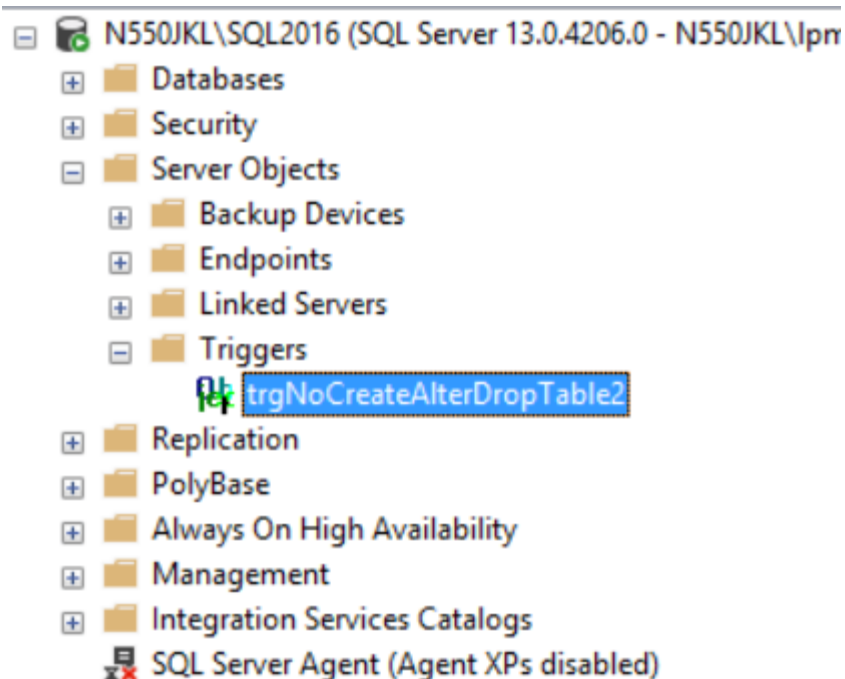 N550JKL\SQL2016 (SQL Server 13.0.4206.0 - N550JKL\lpm
Databases
Security
Server Objects
Backup Devices
Endpoints
Linked Servers
Triggers
trgNoCreateAlterDropTable2
Replication
PolyBase
Always On High Availability
Management
Integration Services Catalogs
SQL Server Agent (Agent XPs disabled)